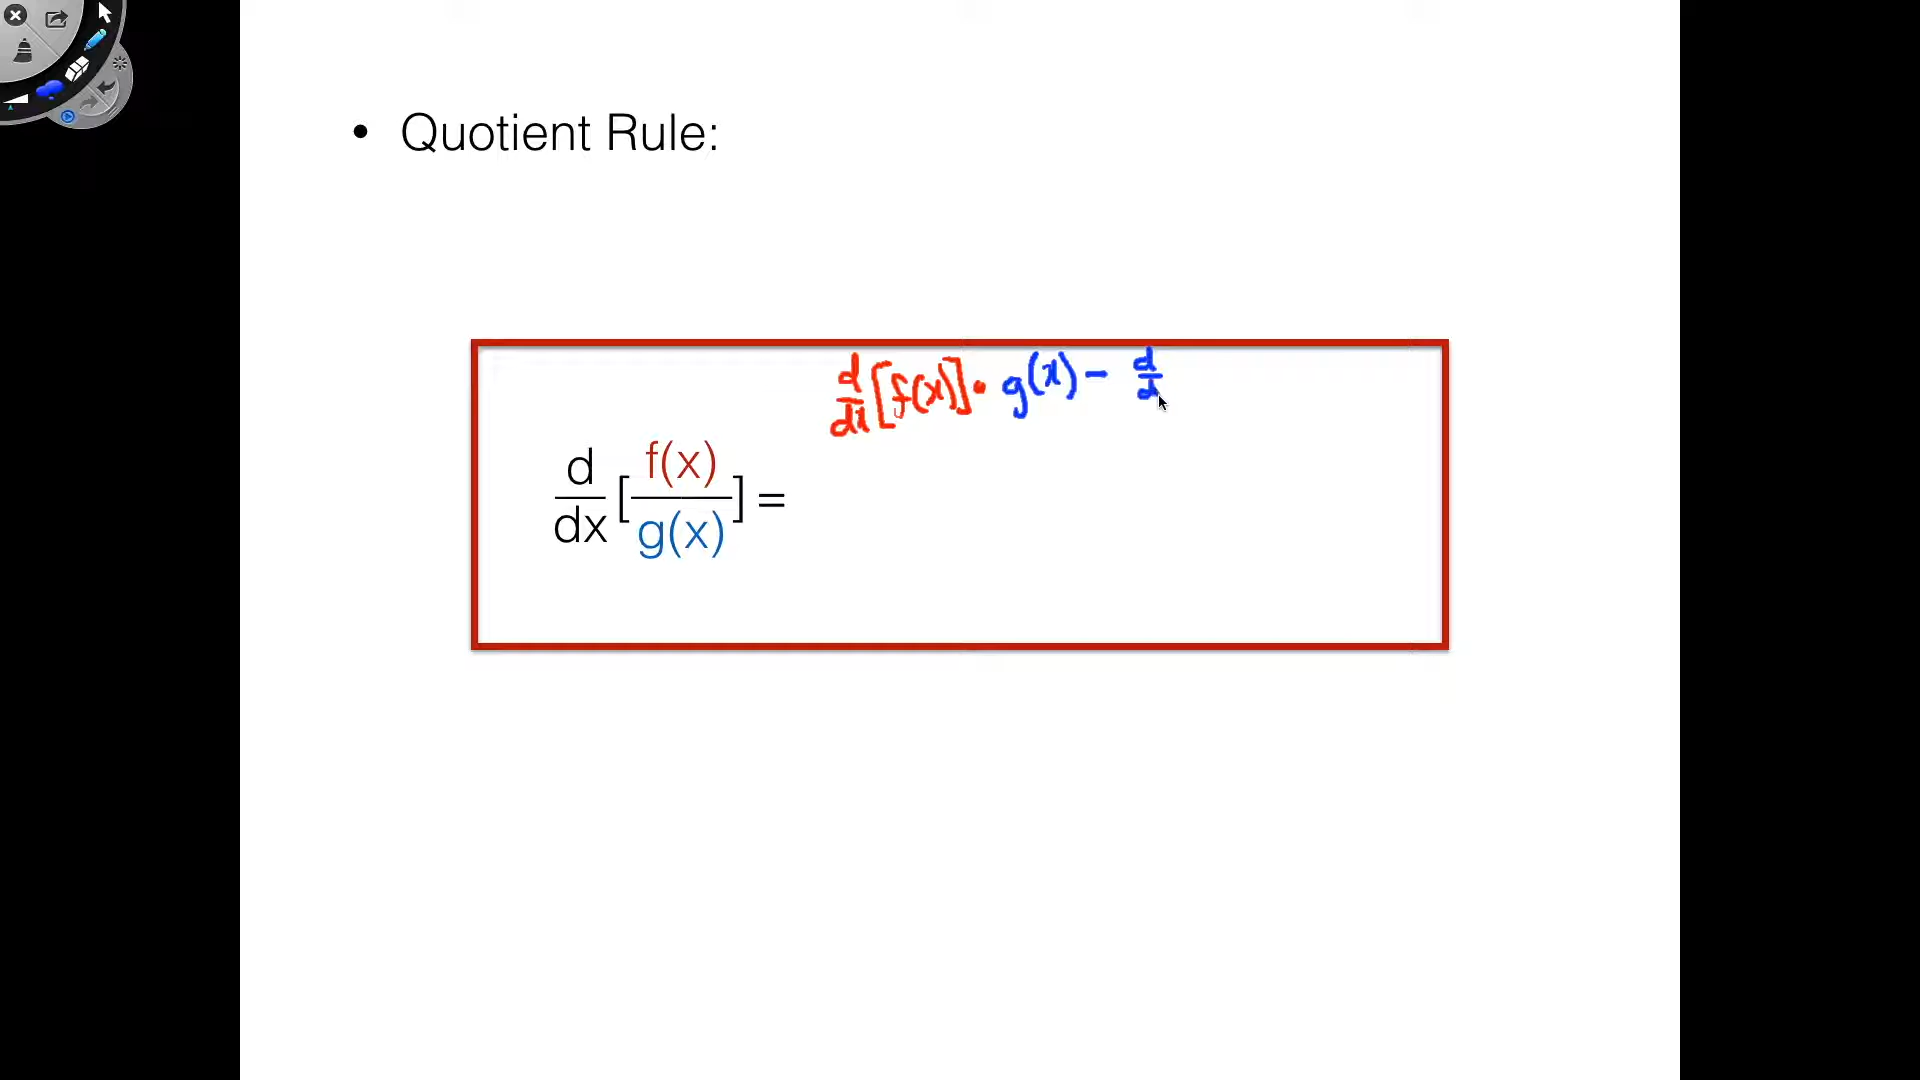 • Quotient Rule:
d/dx [f(x)] • g(x) - d/d
d/dx [f(x)/g(x)] =